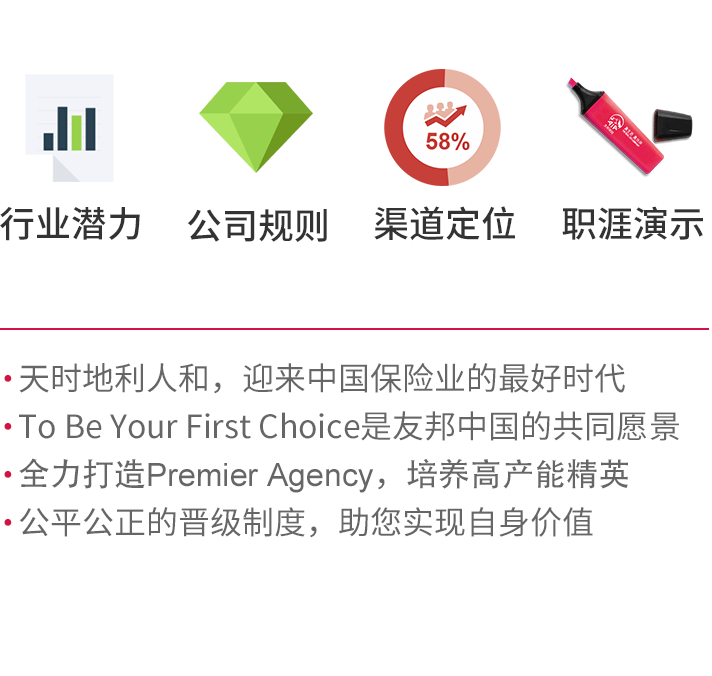 58%
行业潜力
公司规则
渠道定位
职涯演示
天时地利人和，迎来中国保险业的最好时代
To Be Your First Choice是友邦中国的共同愿景
全力打造Premier Agency，培养高产能精英
公平公正的晋级制度，助您实现自身价值